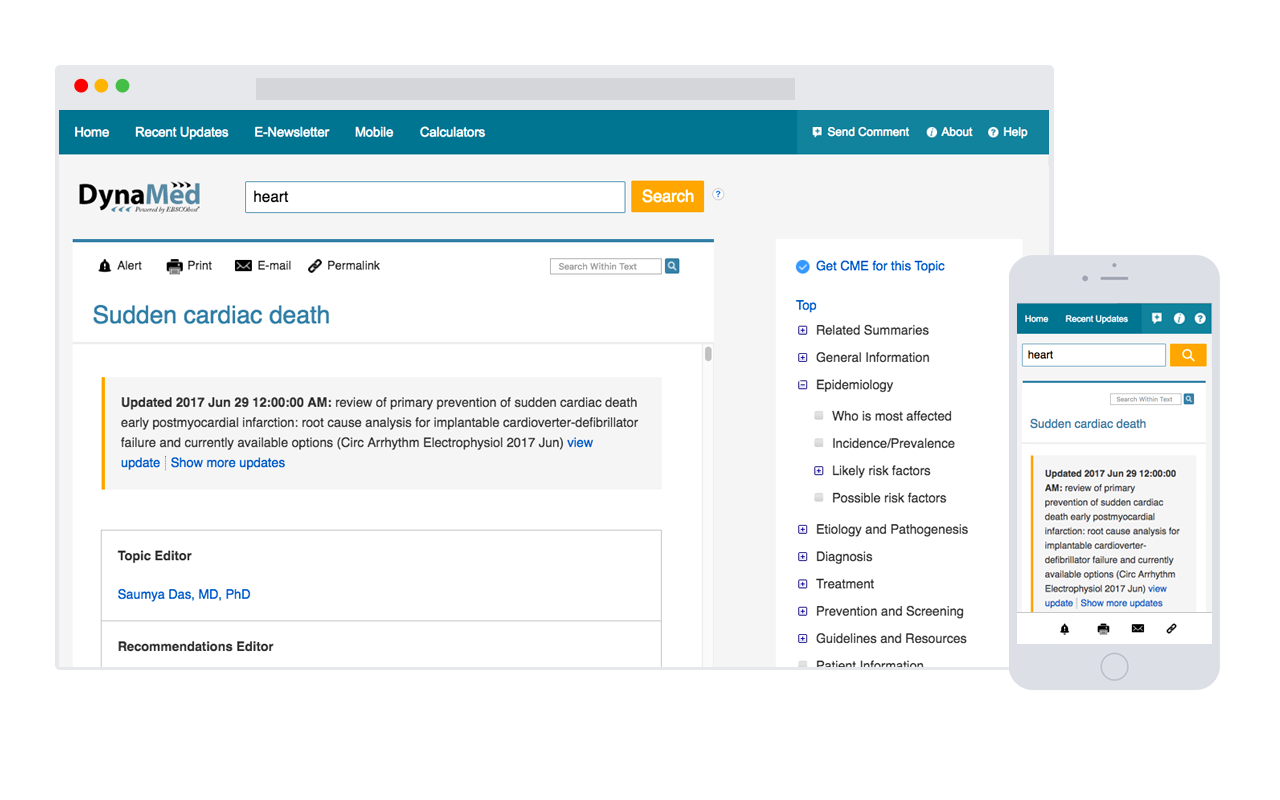 Home Recent Updates E-Newsletter Mobile Calculators Send Comment About Help
DynaMed
Powered by EBSCOhost
heart
Search
?
Alert Print E-mail Permalink Search Within Text
Sudden cardiac death
Updated 2017 Jun 29 12:00:00 AM: review of primary prevention of sudden cardiac death
early postmyocardial infarction: root cause analysis for implantable cardioverter-defibrillator
failure and currently available options (Circ Arrhythm Electrophysiol 2017 Jun) view
update Show more updates
Topic Editor
Saumya Das, MD, PhD
Recommendations Editor
Get CME for this Topic
Top
Related Summaries
General Information
Epidemiology
Who is most affected
Incidence/Prevalence
Likely risk factors
Possible risk factors
Etiology and Pathogenesis
Diagnosis
Treatment
Prevention and Screening
Guidelines and Resources
Patient Information
Home Recent Updates
heart
Search Within Text
Sudden cardiac death
Updated 2017 Jun 29 12:00:00
AM: review of primary
prevention of sudden cardiac
death early postmyocardial
infarction: root cause analysis for
implantable cardioverter-
defibrillator failure and currently
available options (Circ Arrhythm
Electrophysiol 2017 Jun) view
update Show more updates